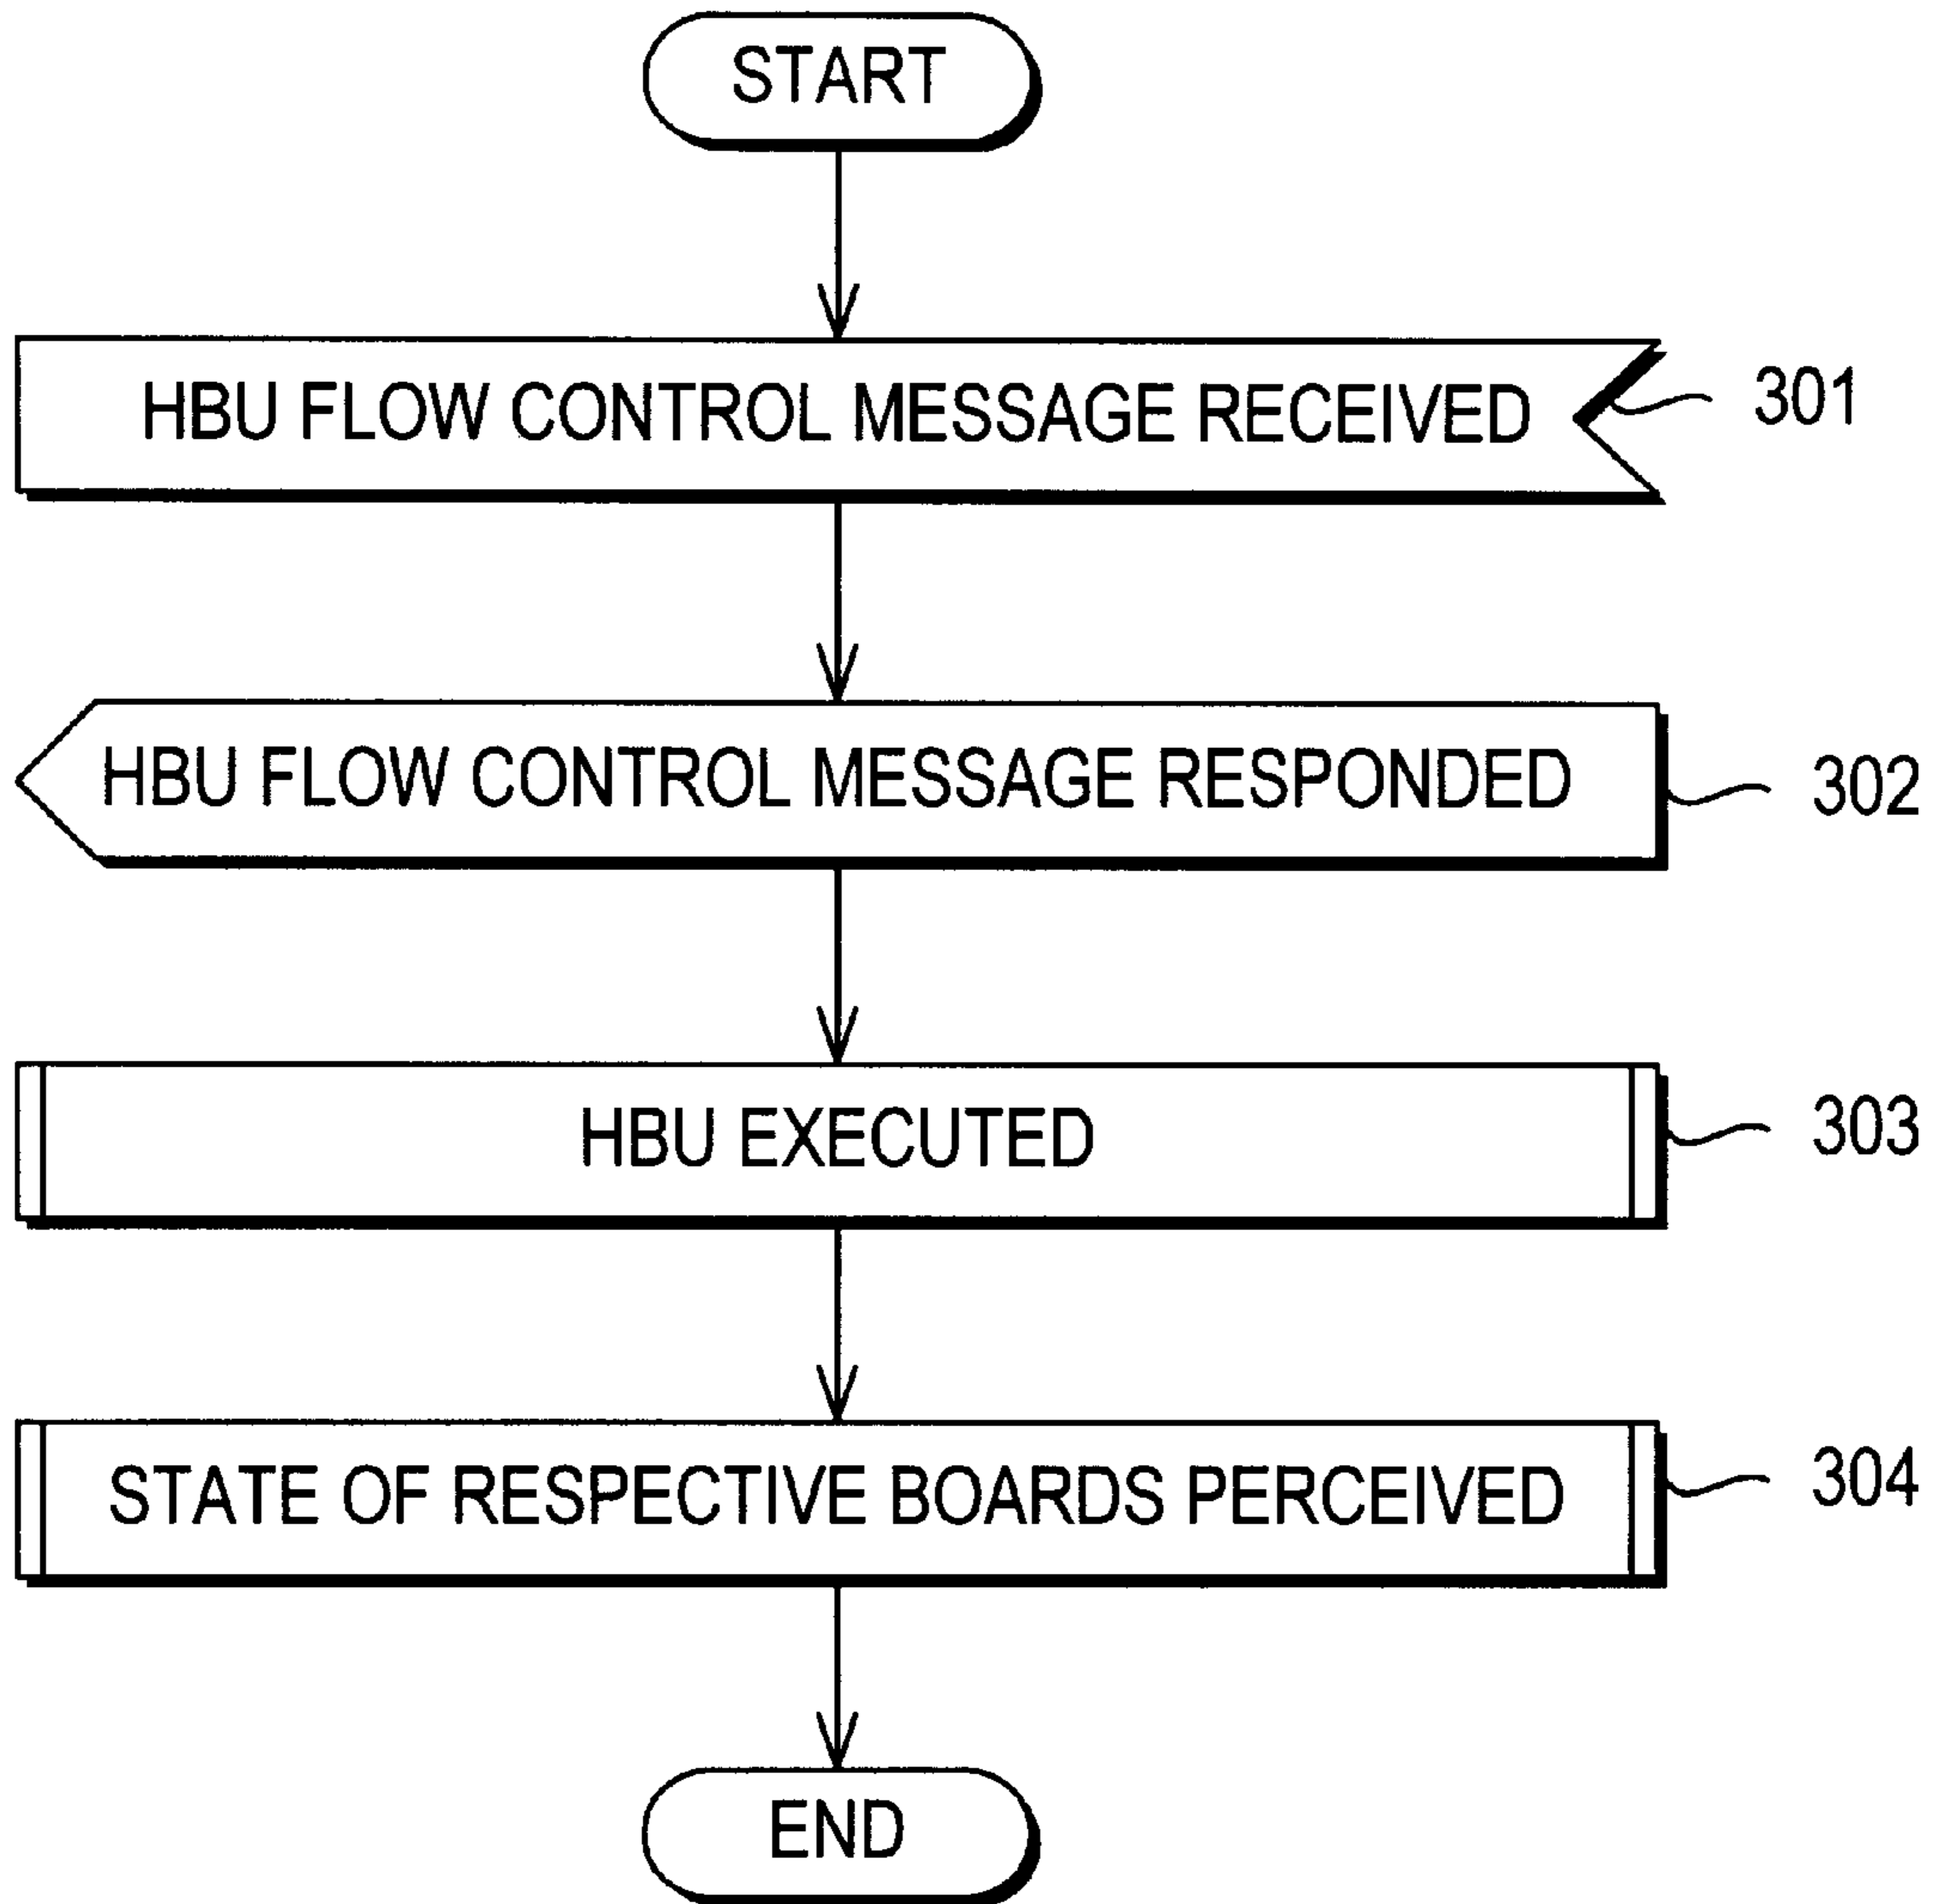 START
HBU FLOW CONTROL MESSAGE RECEIVED
301
HBU FLOW CONTROL MESSAGE RESPONDED
302
HBU EXECUTED
303
STATE OF RESPECTIVE BOARDS PERCEIVED
304
END